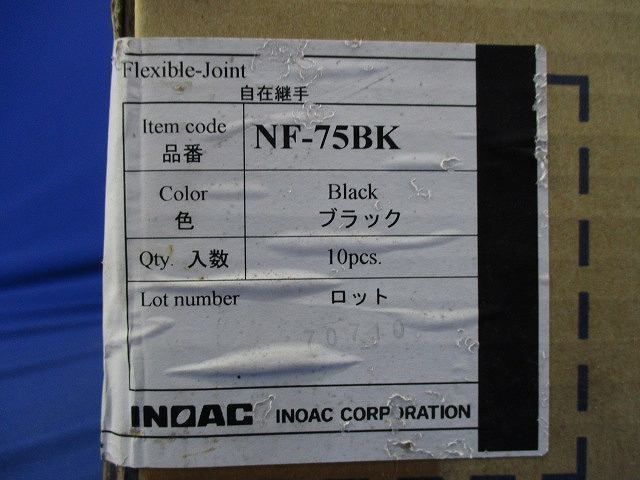 Flexible-Joint
自在継手
Item code NF-75BK
品番
Color Black
色 ブラック
Qty. 入数 10pcs.
Lot number ロット
70710
INOAC INOAC CORPORATION